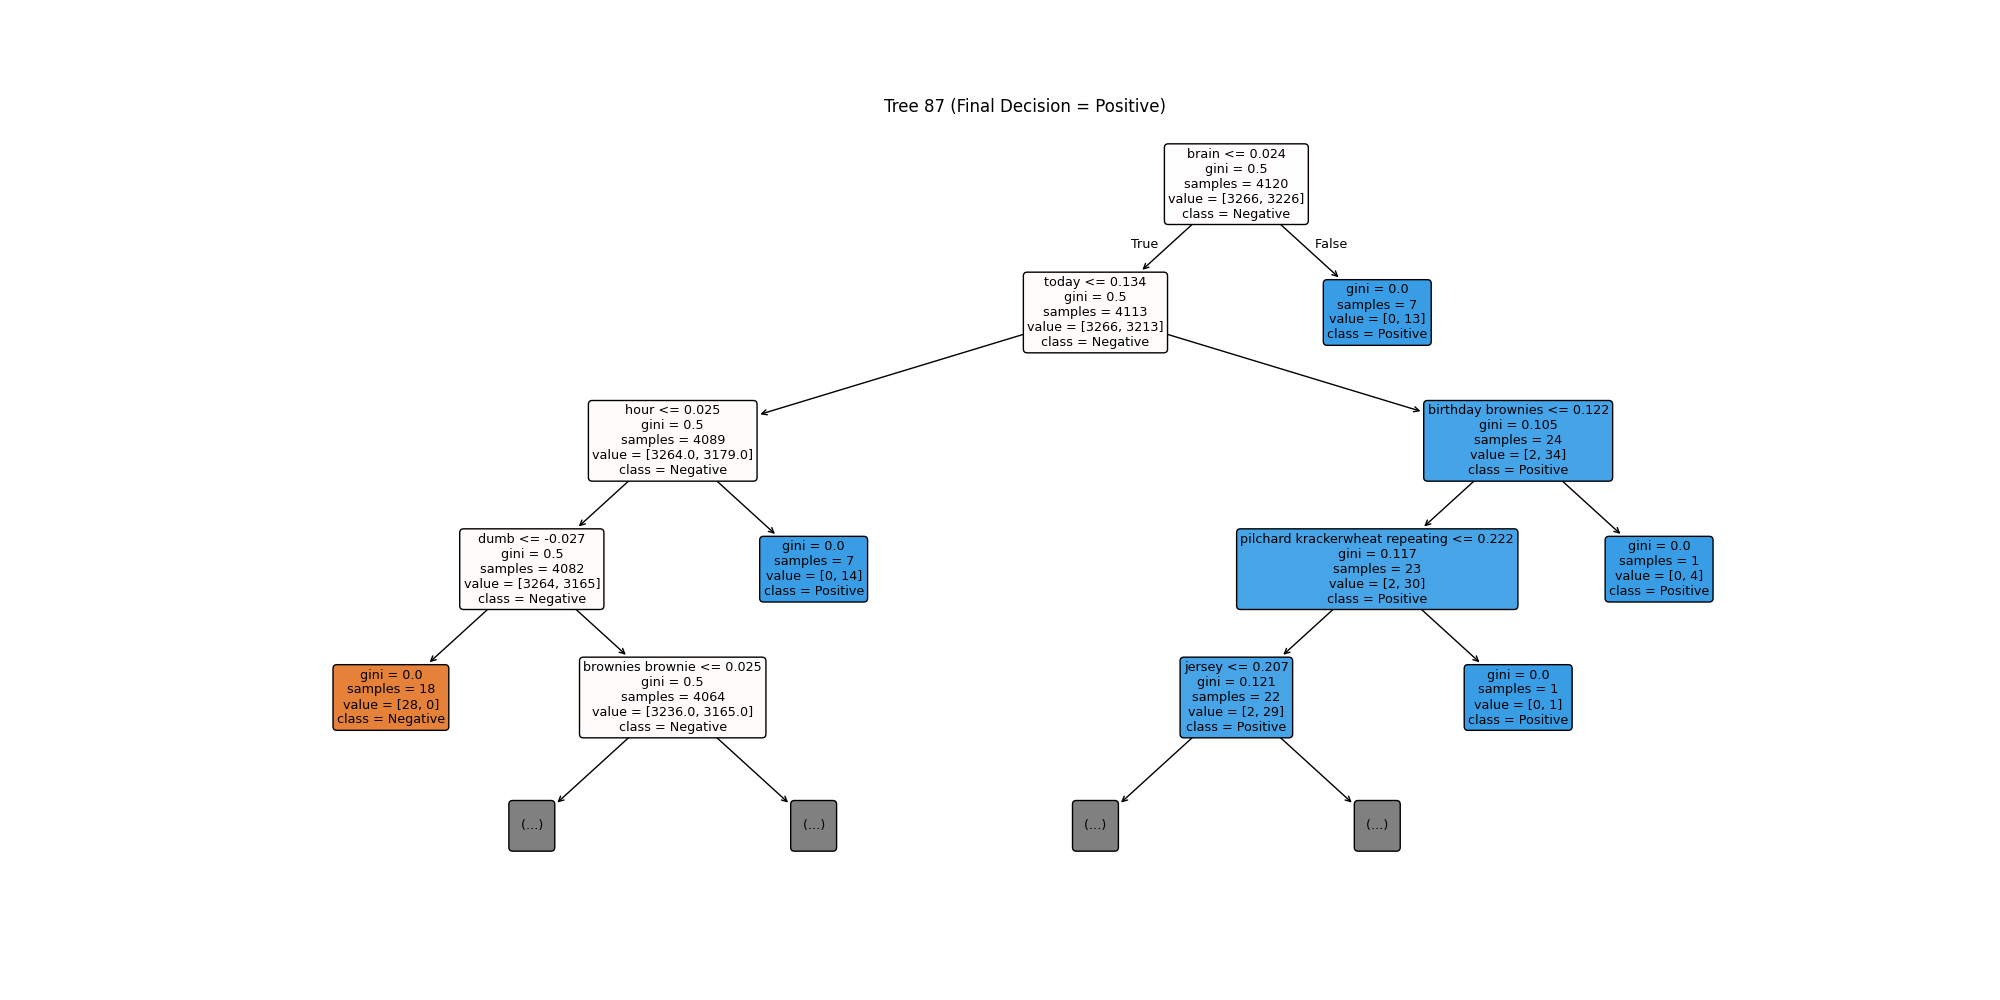 Tree 87 (Final Decision = Positive)
brain <= 0.024
gini = 0.5
samples = 4120
value = [3266, 3226]
class = Negative
True
False
today <= 0.134
gini = 0.5
samples = 4113
value = [3266, 3213]
class = Negative
gini = 0.0
samples = 7
value = [0, 13]
class = Positive
hour <= 0.025
gini = 0.5
samples = 4089
value = [3264.0, 3179.0]
class = Negative
birthday brownies <= 0.122
gini = 0.105
samples = 24
value = [2, 34]
class = Positive
dumb <= -0.027
gini = 0.5
samples = 4082
value = [3264, 3165]
class = Negative
gini = 0.0
samples = 7
value = [0, 14]
class = Positive
pilchard krackerwheat repeating <= 0.222
gini = 0.117
samples = 23
value = [2, 30]
class = Positive
gini = 0.0
samples = 1
value = [0, 4]
class = Positive
gini = 0.0
samples = 18
value = [28, 0]
class = Negative
brownies brownie <= 0.025
gini = 0.5
samples = 4064
value = [3236.0, 3165.0]
class = Negative
jersey <= 0.207
gini = 0.121
samples = 22
value = [2, 29]
class = Positive
gini = 0.0
samples = 1
value = [0, 1]
class = Positive
(...)
(...)
(...)
(...)